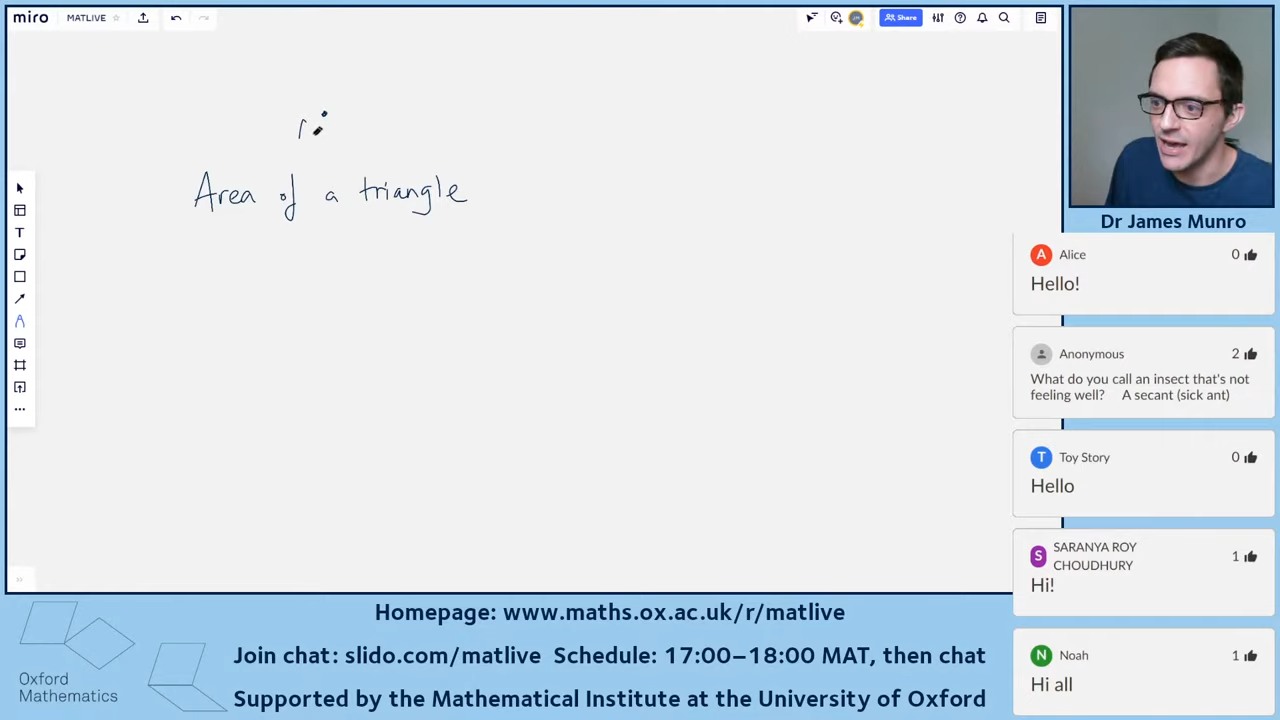 miro
MATLIVE
Share
ri
Area of a triangle
Dr James Munro
A Alice 0
Hello!
Anonymous 2
What do you call an insect that's not
feeling well? A secant (sick ant)
T Toy Story 0
Hello
S SARANYA ROY
CHOUDHURY 1
Hi!
N Noah 1
Hi all
Oxford
Mathematics
Homepage: www.maths.ox.ac.uk/r/matlive
Join chat: slido.com/matlive Schedule: 17:00–18:00 MAT, then chat
Supported by the Mathematical Institute at the University of Oxford